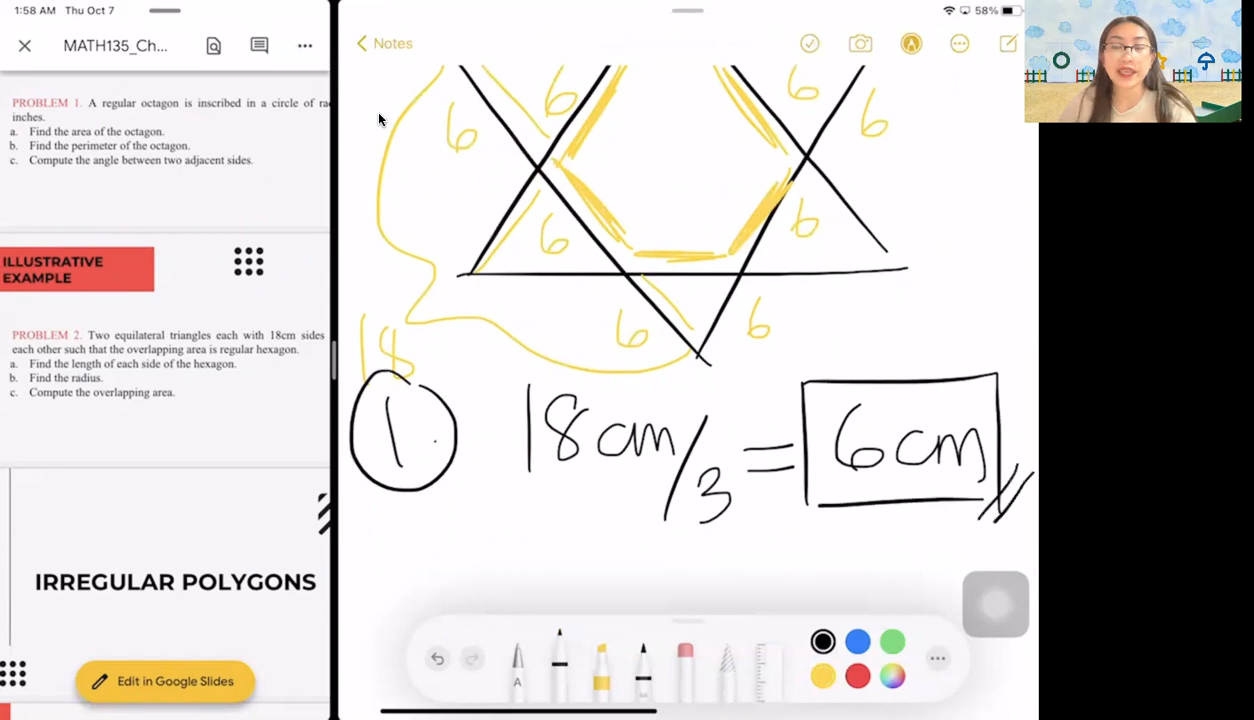 1:58 AM Thu Oct 7
58%
MATH135_Ch...
Notes
PROBLEM 1. A regular octagon is inscribed in a circle of ra
inches.
a. Find the area of the octagon.
b. Find the perimeter of the octagon.
c. Compute the angle between two adjacent sides.
ILLUSTRATIVE
EXAMPLE
PROBLEM 2. Two equilateral triangles each with 18cm sides
each other such that the overlapping area is regular hexagon.
a. Find the length of each side of the hexagon.
b. Find the radius.
c. Compute the overlapping area.
IRREGULAR POLYGONS
Edit in Google Slides
6 6 6 6
6 6
6 6
18
1. 18cm/3 = 6cm
A